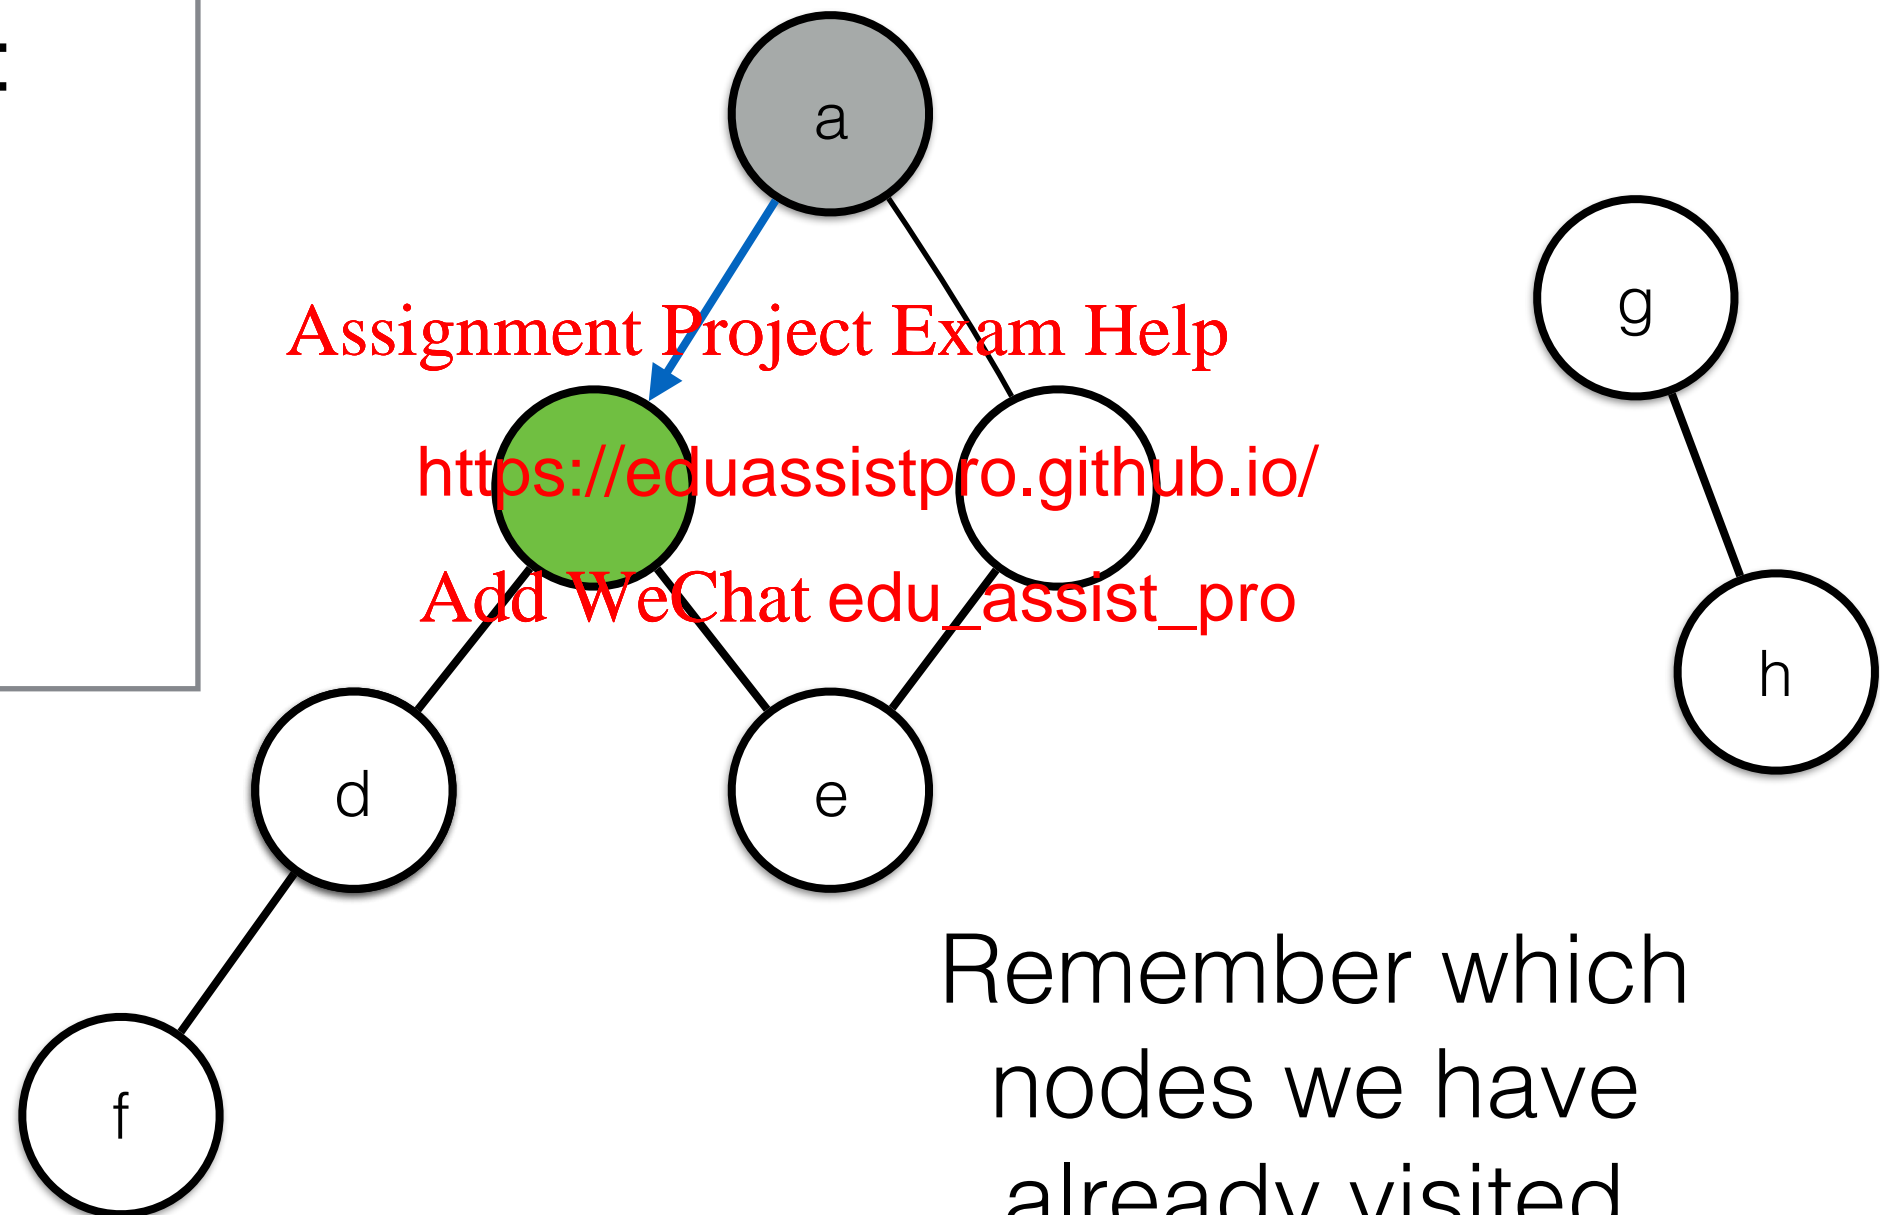 :
a
g
Assignment Project Exam Help
https://eduassistpro.github.io/
Add WeChat edu_assist_pro
h
d
e
f
Remember which
nodes we have
already visited